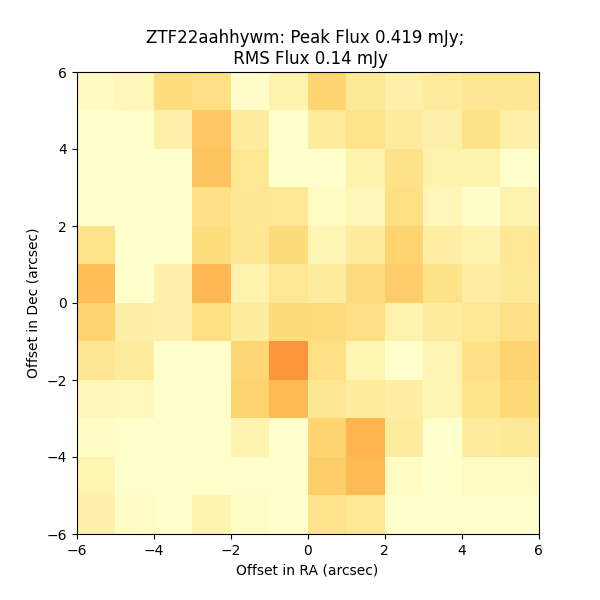 ZTF22aahhywm: Peak Flux 0.419 mJy;
RMS Flux 0.14 mJy
6
4
2
0
−2
−4
−6
Offset in Dec (arcsec)
−6 −4 −2 0 2 4 6
Offset in RA (arcsec)